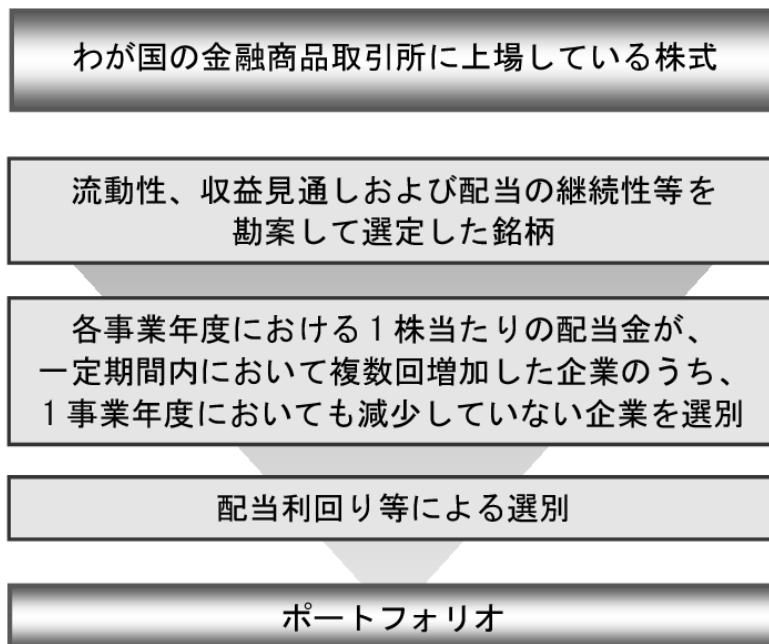 わが国の金融商品取引所に上場している株式
流動性、収益見通しおよび配当の継続性等を
勘案して選定した銘柄
各事業年度における1株当たりの配当金が、
一定期間内において複数回増加した企業のうち、
1事業年度においても減少していない企業を選別
配当利回り等による選別
ポートフォリオ